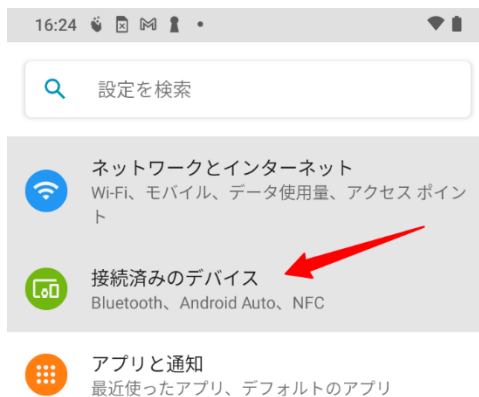 16:24
設定を検索
ネットワークとインターネット
Wi-Fi、モバイル、データ使用量、アクセス ポイン
ト
接続済みのデバイス
Bluetooth、Android Auto、NFC
アプリと通知
最近使ったアプリ、デフォルトのアプリ